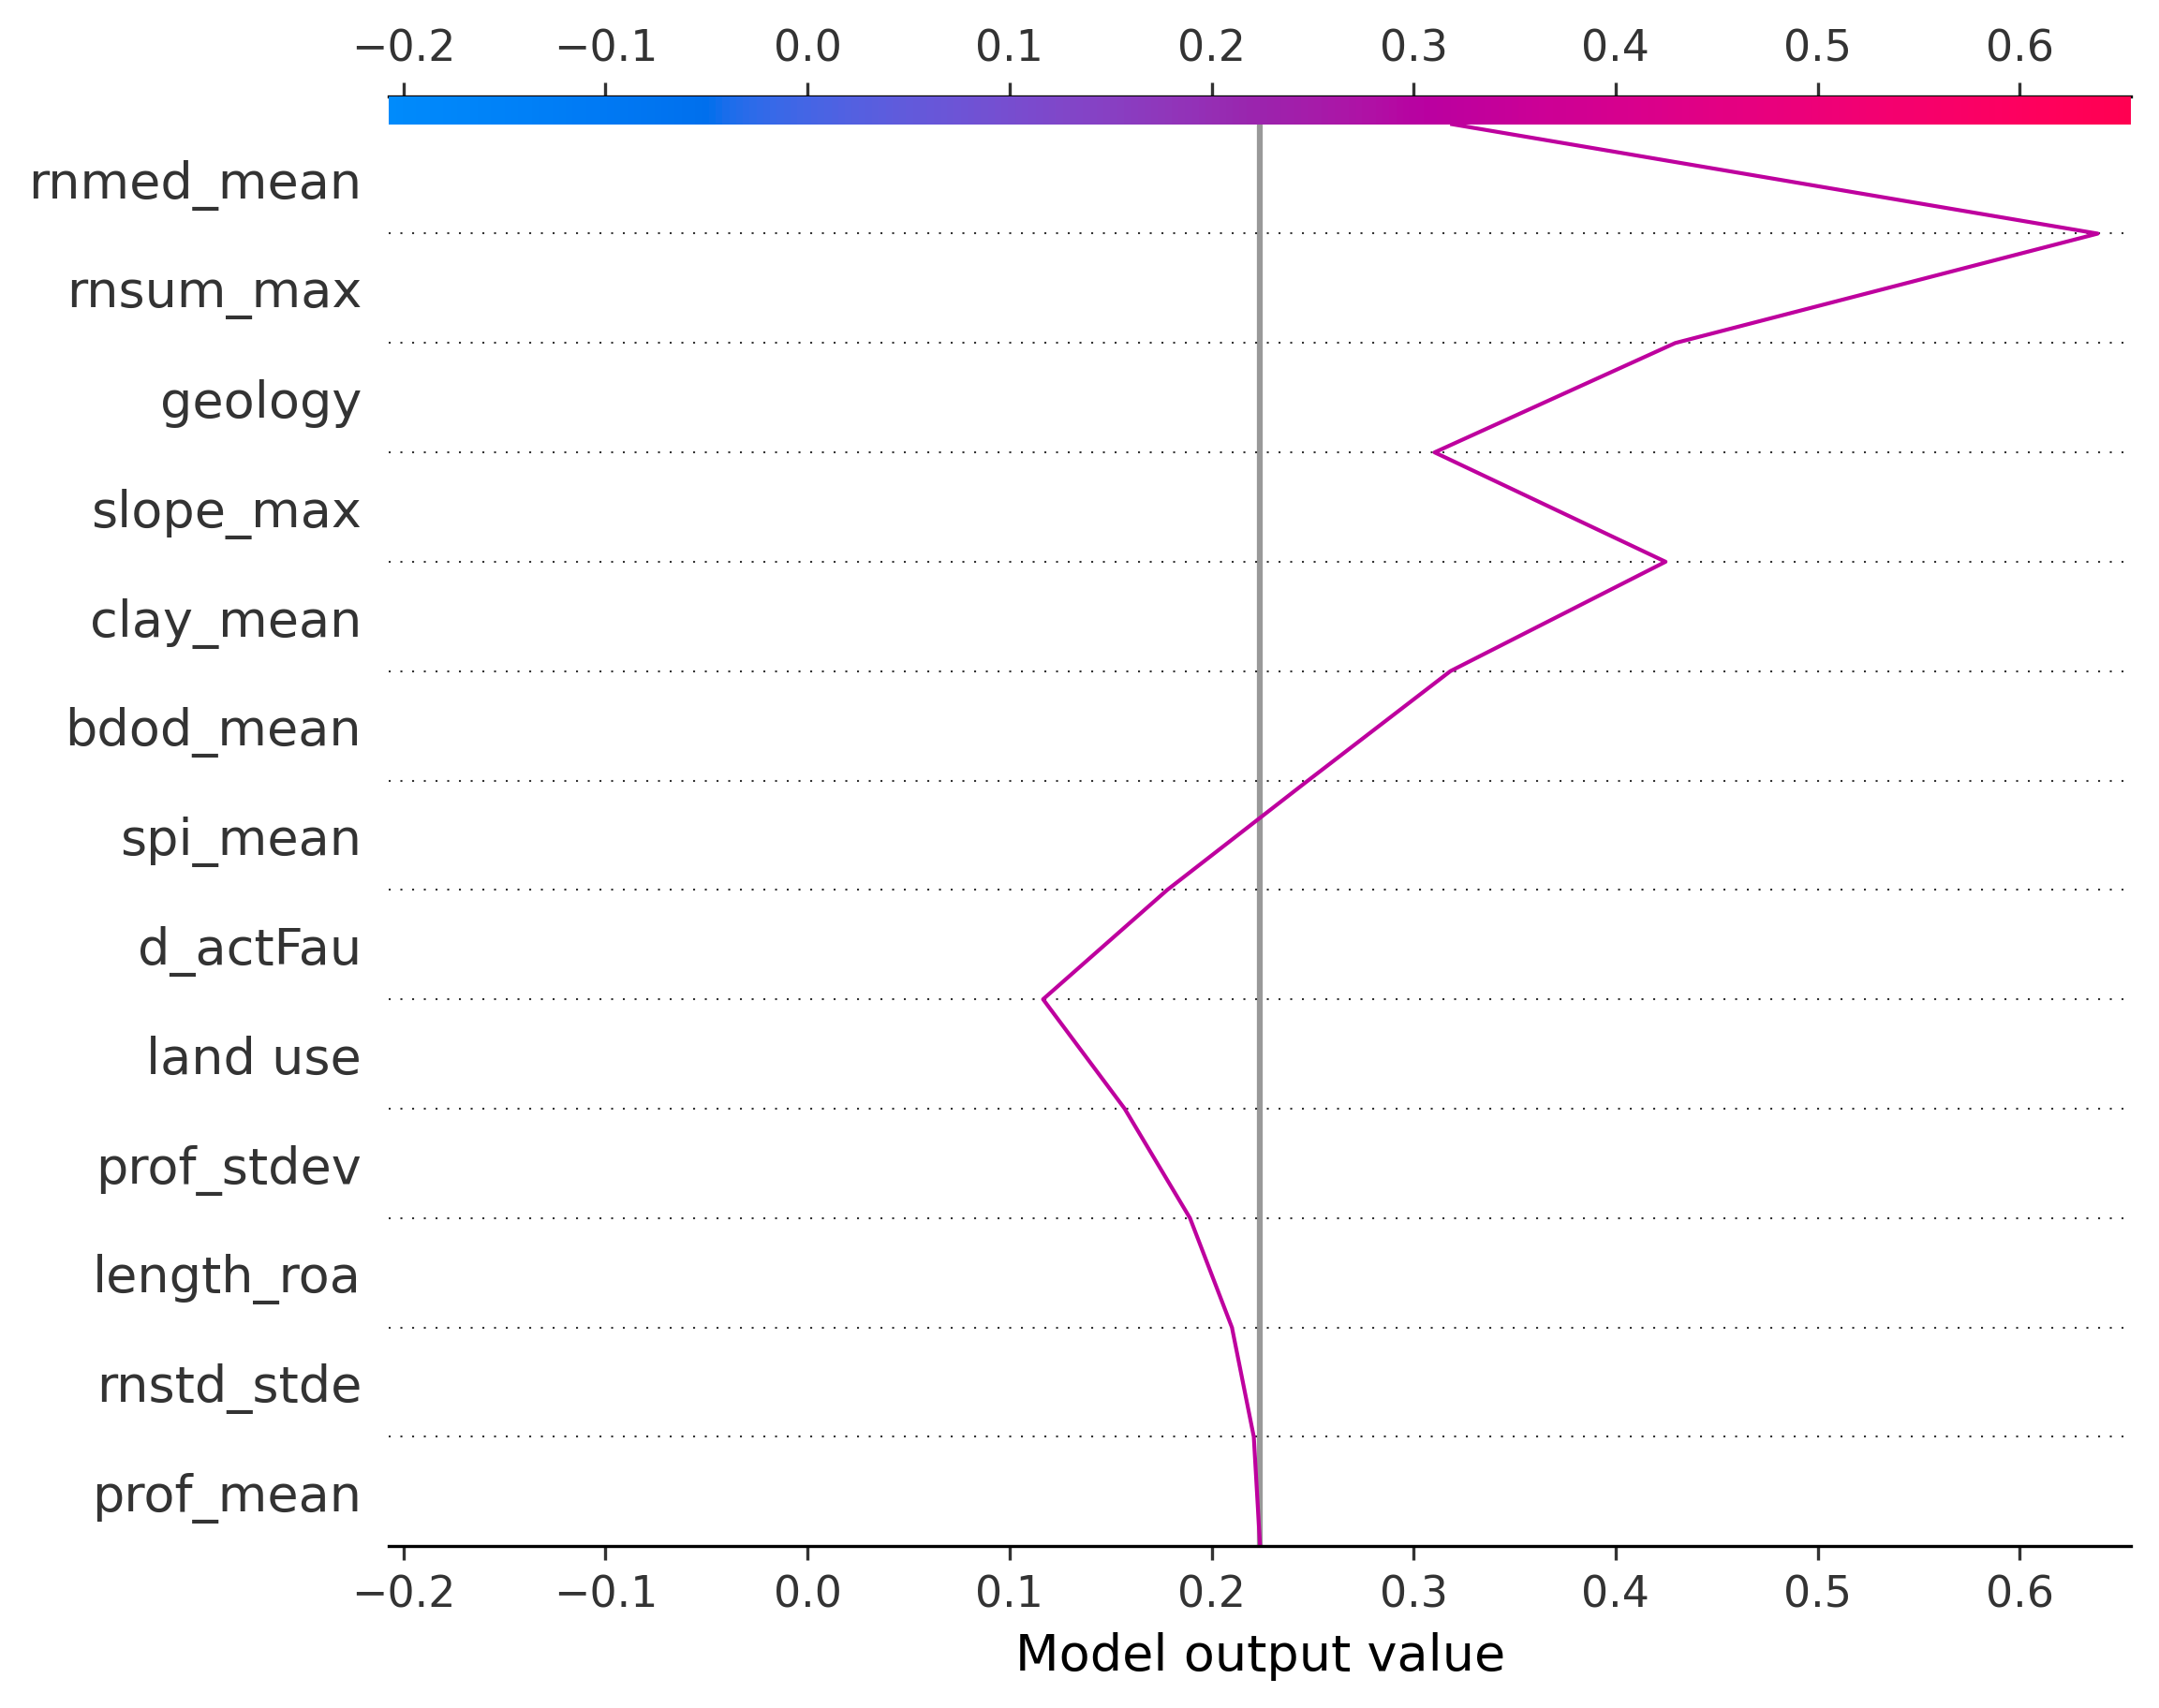 −0.2 −0.1 0.0 0.1 0.2 0.3 0.4 0.5 0.6
rnmed_mean
rnsum_max
geology
slope_max
clay_mean
bdod_mean
spi_mean
d_actFau
land use
prof_stdev
length_roa
rnstd_stde
prof_mean
−0.2 −0.1 0.0 0.1 0.2 0.3 0.4 0.5 0.6
Model output value